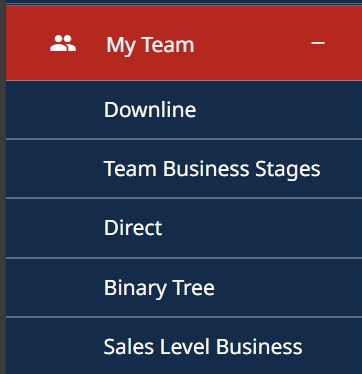 My Team
Downline
Team Business Stages
Direct
Binary Tree
Sales Level Business